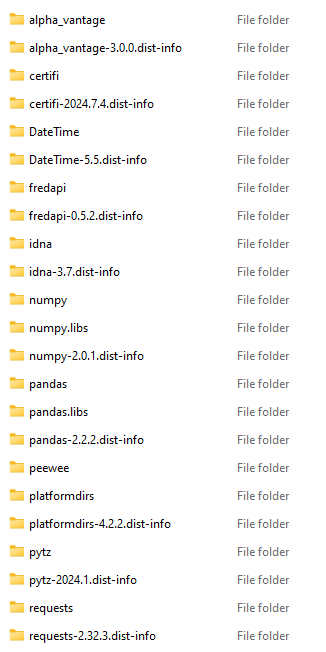 alpha_vantage File folder
alpha_vantage-3.0.0.dist-info File folder
certifi File folder
certifi-2024.7.4.dist-info File folder
DateTime File folder
DateTime-5.5.dist-info File folder
fredapi File folder
fredapi-0.5.2.dist-info File folder
idna File folder
idna-3.7.dist-info File folder
numpy File folder
numpy.libs File folder
numpy-2.0.1.dist-info File folder
pandas File folder
pandas.libs File folder
pandas-2.2.2.dist-info File folder
peewee File folder
platformdirs File folder
platformdirs-4.2.2.dist-info File folder
pytz File folder
pytz-2024.1.dist-info File folder
requests File folder
requests-2.32.3.dist-info File folder